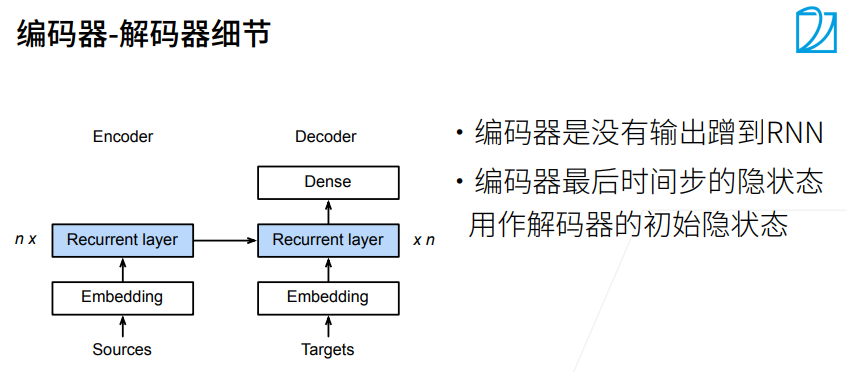 编码器-解码器细节
Encoder
Decoder
Dense
n x
Recurrent layer
Recurrent layer
x n
Embedding
Embedding
Sources
Targets
• 编码器是没有输出蹭到RNN
• 编码器最后时间步的隐状态
用作解码器的初始隐状态